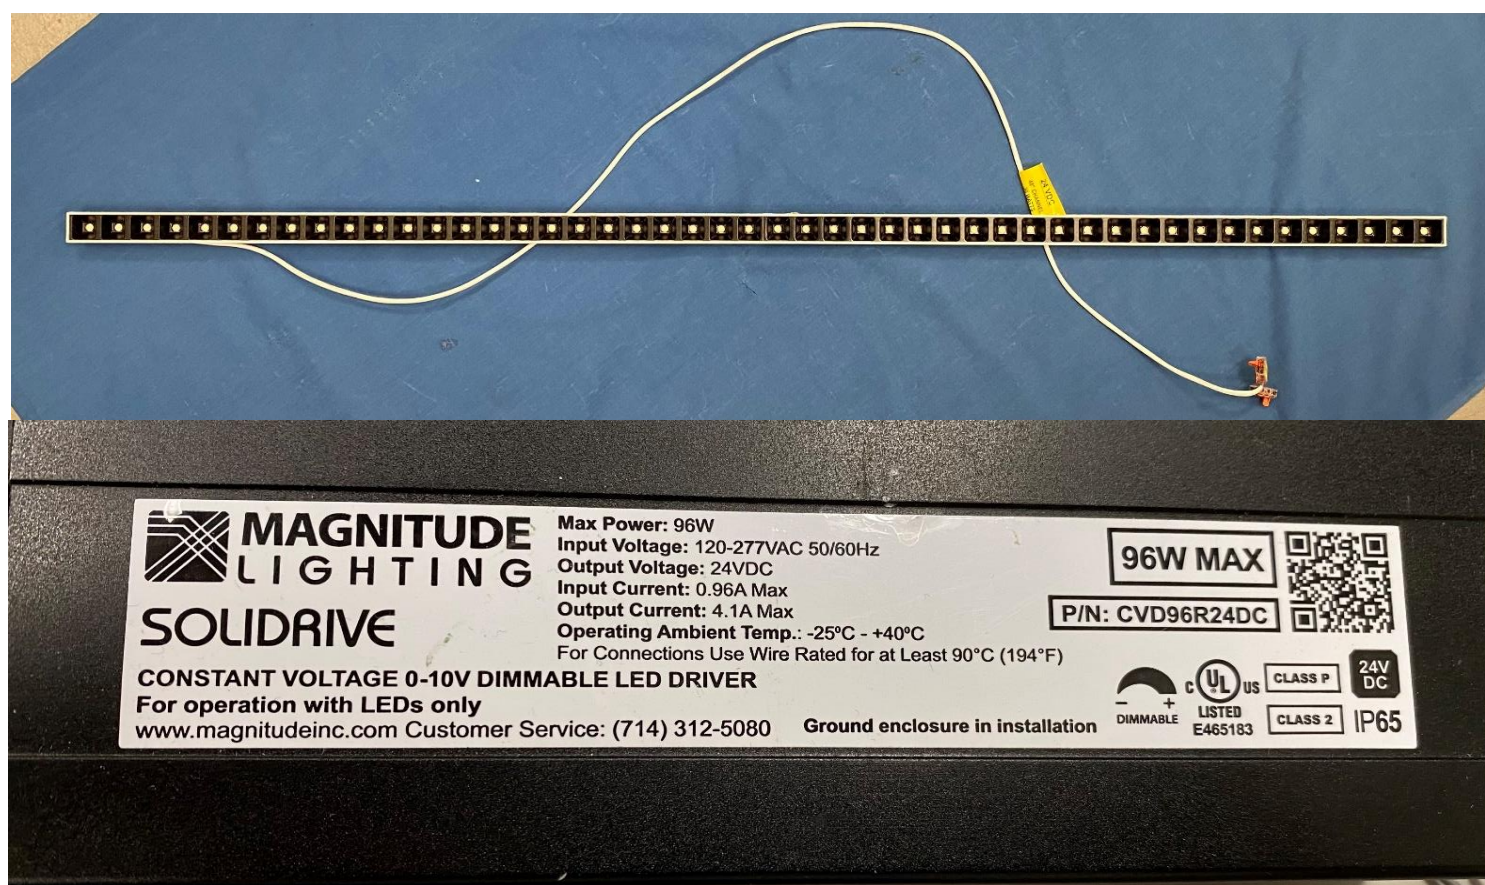 24 VDC
MAGNITUDE
LIGHTING
SOLIDRIVE
Max Power: 96W
Input Voltage: 120-277VAC 50/60Hz
Output Voltage: 24VDC
Input Current: 0.96A Max
Output Current: 4.1A Max
Operating Ambient Temp.: -25ºC - +40ºC
For Connections Use Wire Rated for at Least 90°C (194°F)
96W MAX
P/N: CVD96R24DC
CONSTANT VOLTAGE 0-10V DIMMABLE LED DRIVER
For operation with LEDs only
www.magnitudeinc.com Customer Service: (714) 312-5080
Ground enclosure in installation
- +
DIMMABLE
C UL US
LISTED
E465183
CLASS P
CLASS 2
24V
DC
IP65